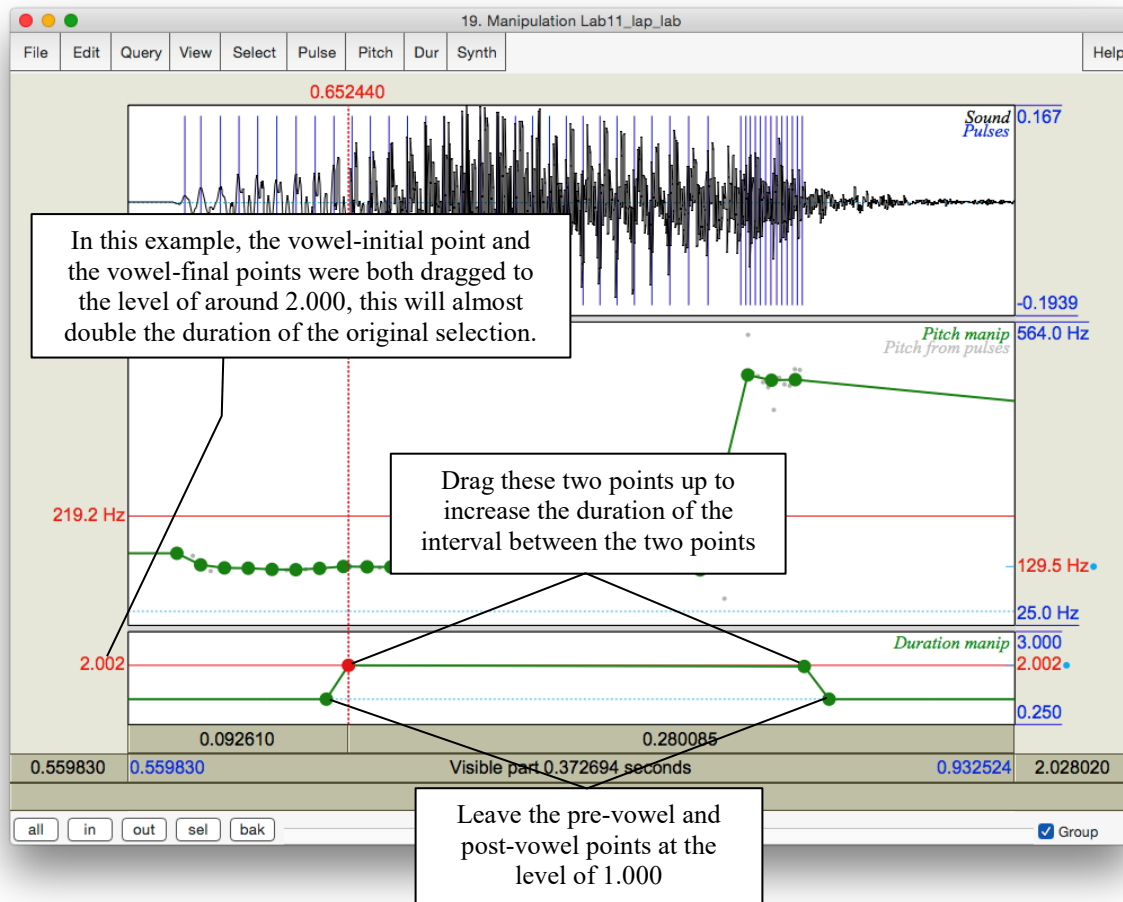 19. Manipulation Lab11_lap_lab
File Edit Query View Select Pulse Pitch Dur Synth Help
0.652440
Sound 0.167
Pulses
In this example, the vowel-initial point and
the vowel-final points were both dragged to
the level of around 2.000, this will almost
double the duration of the original selection.
-0.1939
Pitch manip 564.0 Hz
Pitch from pulses
Drag these two points up to
increase the duration of the
interval between the two points
219.2 Hz
129.5 Hz
25.0 Hz
Duration manip 3.000
2.002 2.002
0.250
0.092610 0.280085
0.559830 0.559830 Visible part 0.372694 seconds 0.932524 2.028020
Leave the pre-vowel and
post-vowel points at the
level of 1.000
all in out sel bak Group